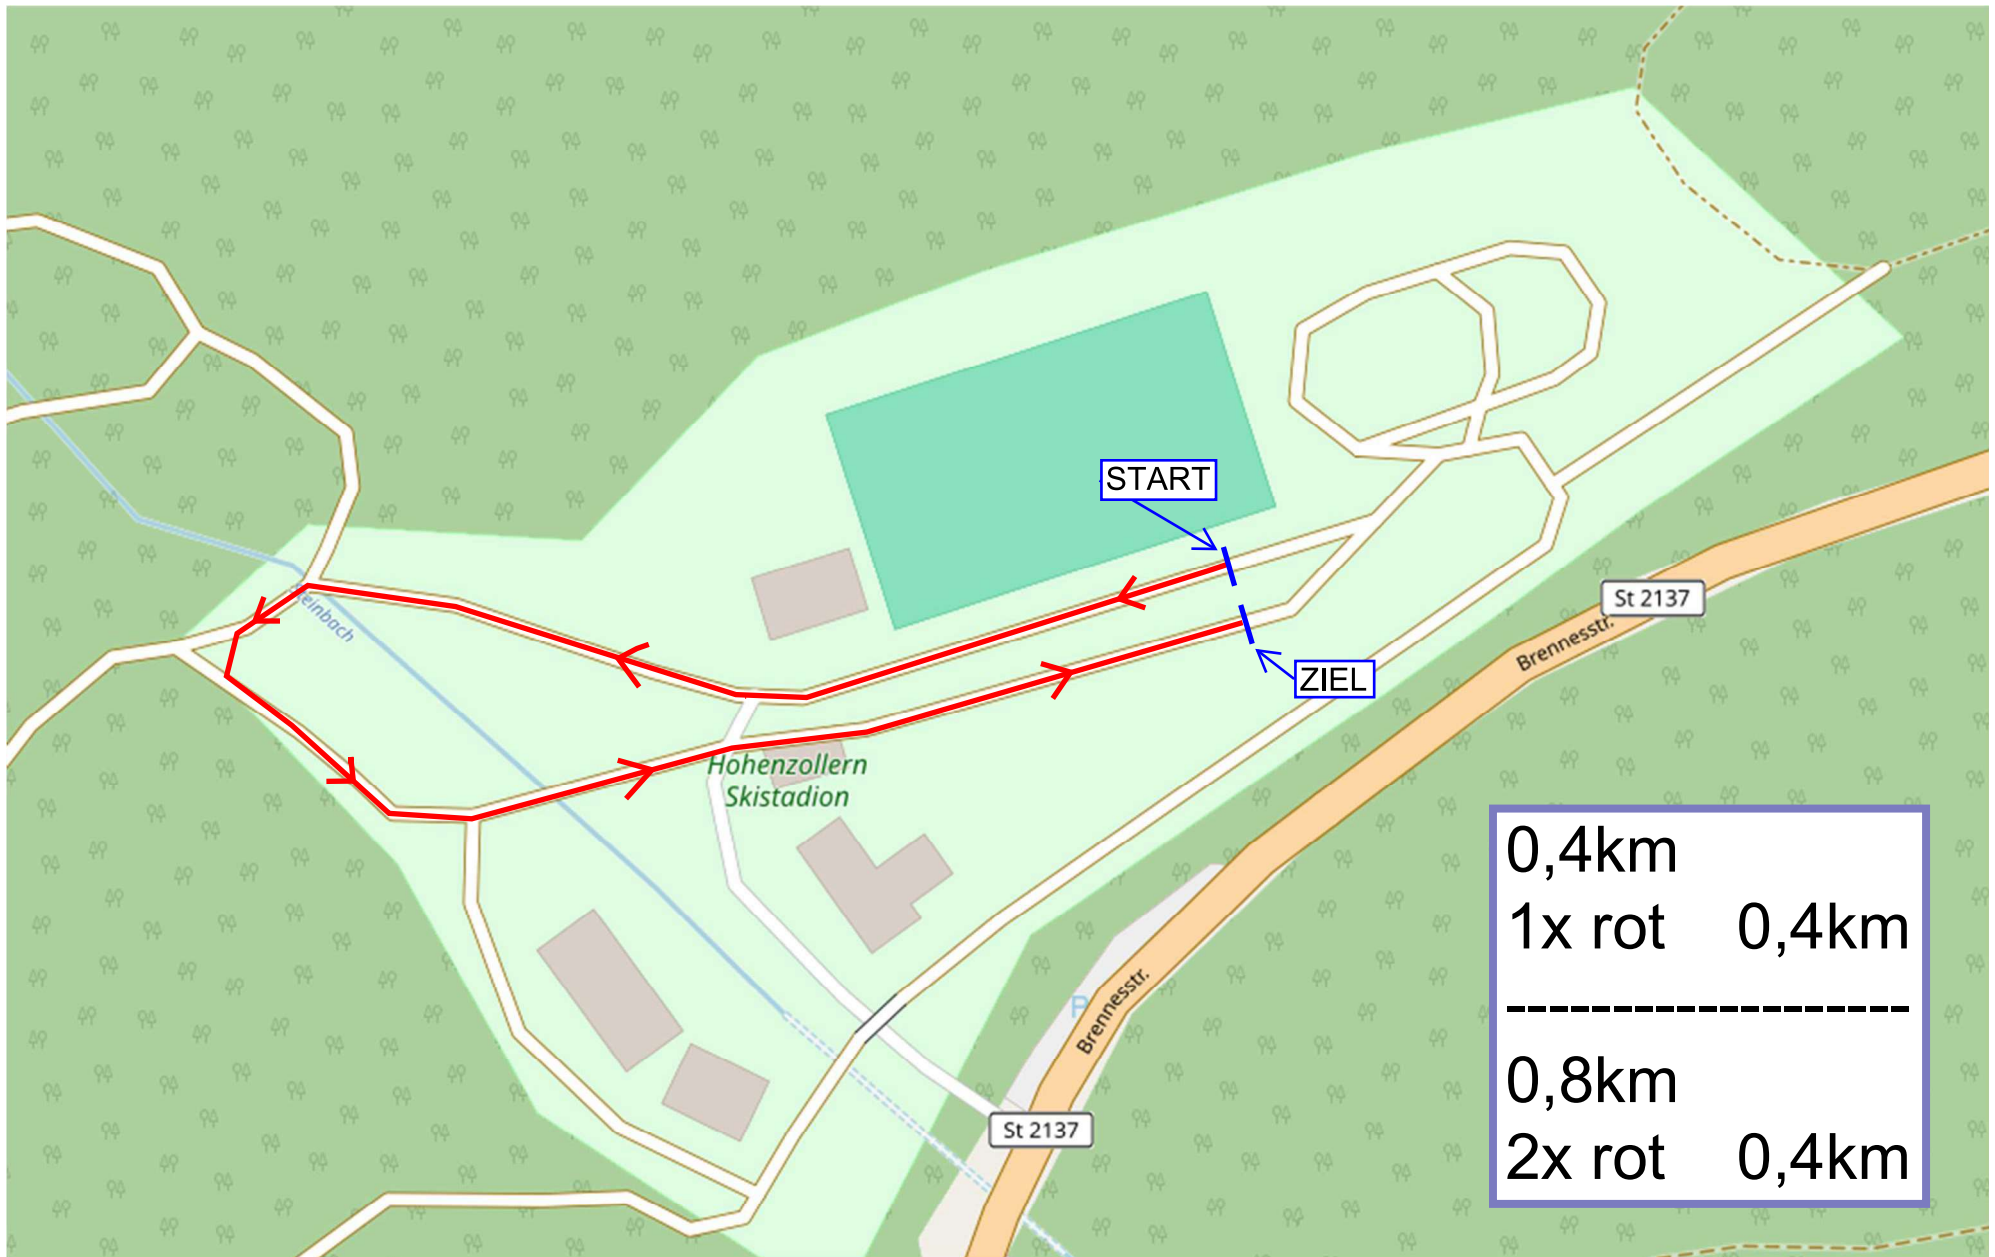 START
St 2137
Brennesstr.
Steinbach
ZIEL
Hohenzollern
Skistadion
P
Brennesstr.
St 2137
0,4km
1x rot 0,4km
-------------------
0,8km
2x rot 0,4km